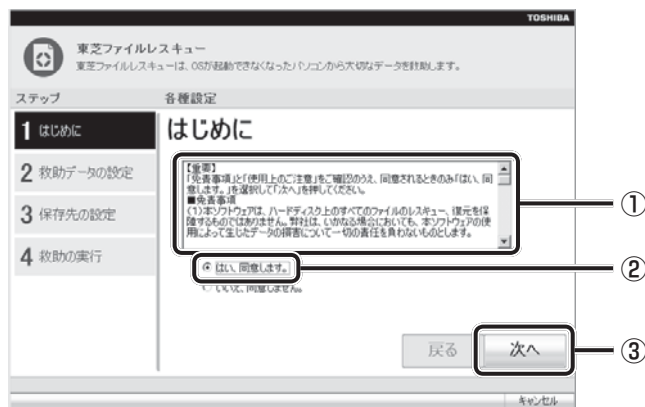 TOSHIBA
東芝ファイルレスキュー
東芝ファイルレスキューは、OSが起動できなくなったパソコンから大切なデータを救助します。
ステップ
各種設定
1 はじめに
はじめに
【重要】
「免責事項」と「使用上のご注意」をご確認のうえ、同意されるときのみ「はい、同
意します。」を選択して「次へ」を押してください。
■免責事項
(1)本ソフトウェアは、ハードディスク上のすべてのファイルのレスキュー、復元を保
障するものではありません。弊社は、いかなる場合においても、本ソフトウェアの使
用によって生じたデータの損害について一切の責任を負わないものとします。
①
2 救助データの設定
3 保存先の設定
4 救助の実行
はい、同意します。
②
いいえ、同意しません。
戻る
次へ
③
キャンセル